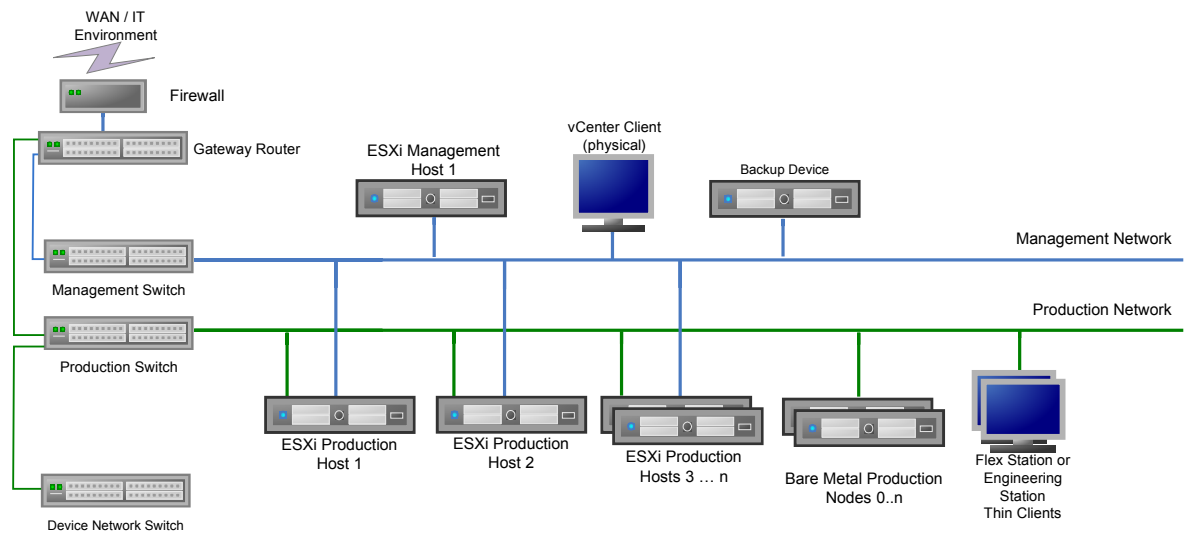 WAN / IT
Environment
Firewall
Gateway Router
ESXi Management
Host 1
vCenter Client
(physical)
Backup Device
Management Network
Management Switch
Production Network
Production Switch
ESXi Production
Host 1
ESXi Production
Host 2
ESXi Production
Hosts 3 … n
Bare Metal Production
Nodes 0..n
Flex Station or
Engineering
Station
Thin Clients
Device Network Switch